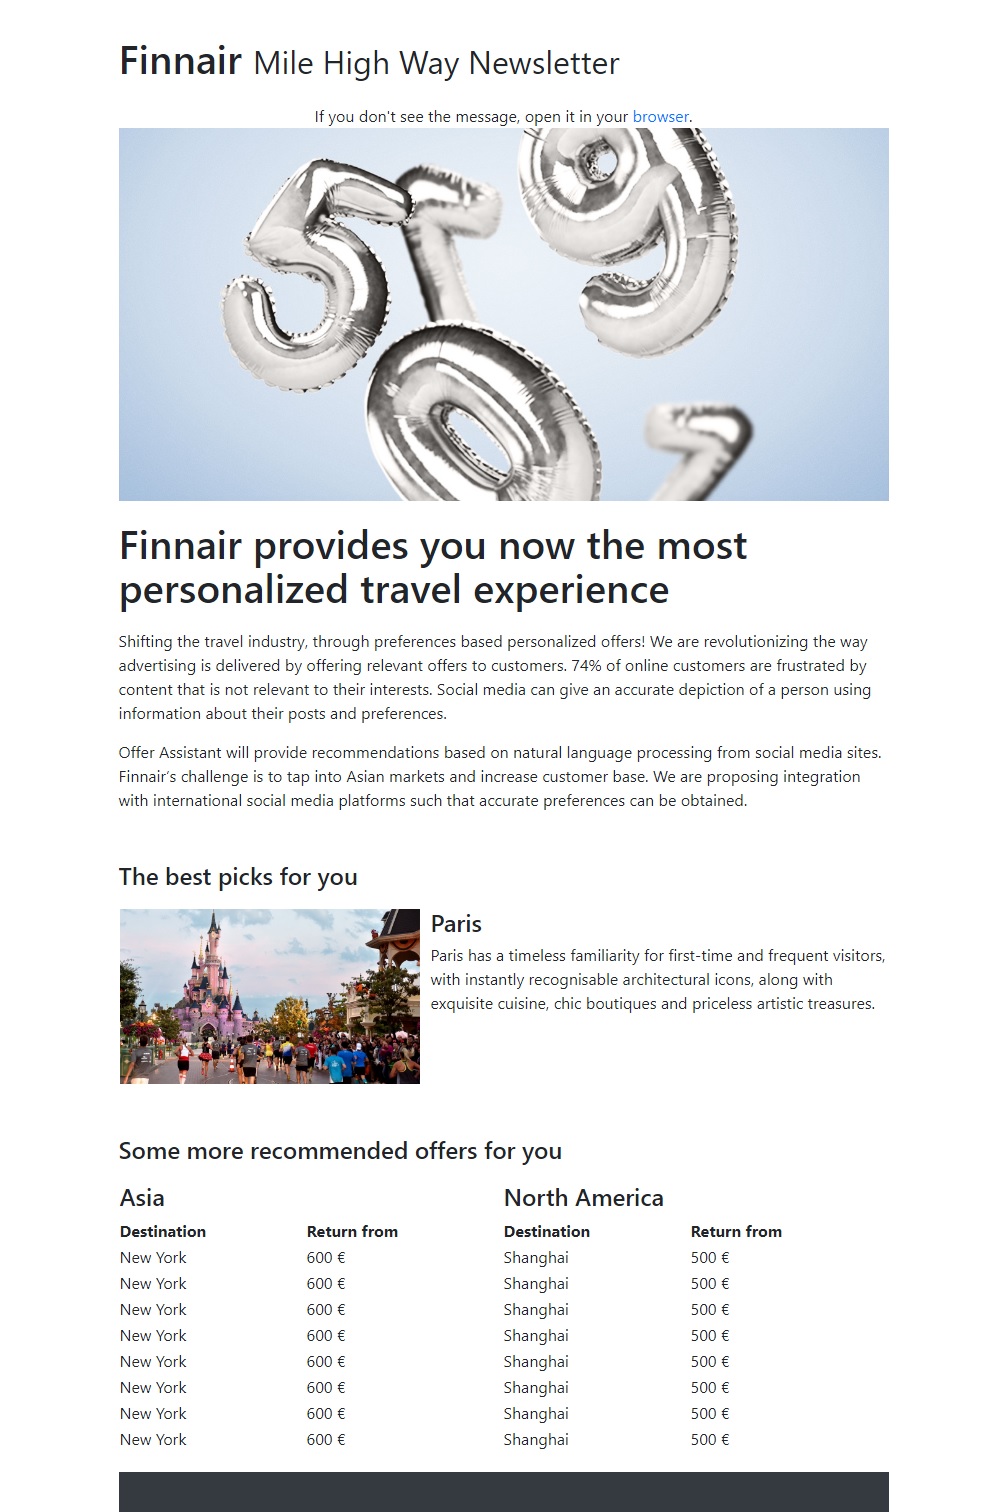 Finnair Mile High Way Newsletter
If you don't see the message, open it in your browser.
5 7 9
0 7
Finnair provides you now the most
personalized travel experience
Shifting the travel industry, through preferences based personalized offers! We are revolutionizing the way
advertising is delivered by offering relevant offers to customers. 74% of online customers are frustrated by
content that is not relevant to their interests. Social media can give an accurate depiction of a person using
information about their posts and preferences.
Offer Assistant will provide recommendations based on natural language processing from social media sites.
Finnair's challenge is to tap into Asian markets and increase customer base. We are proposing integration
with international social media platforms such that accurate preferences can be obtained.
The best picks for you
Paris
Paris has a timeless familiarity for first-time and frequent visitors,
with instantly recognisable architectural icons, along with
exquisite cuisine, chic boutiques and priceless artistic treasures.
Some more recommended offers for you
Asia North America
Destination Return from Destination Return from
New York 600 € Shanghai 500 €
New York 600 € Shanghai 500 €
New York 600 € Shanghai 500 €
New York 600 € Shanghai 500 €
New York 600 € Shanghai 500 €
New York 600 € Shanghai 500 €
New York 600 € Shanghai 500 €
New York 600 € Shanghai 500 €